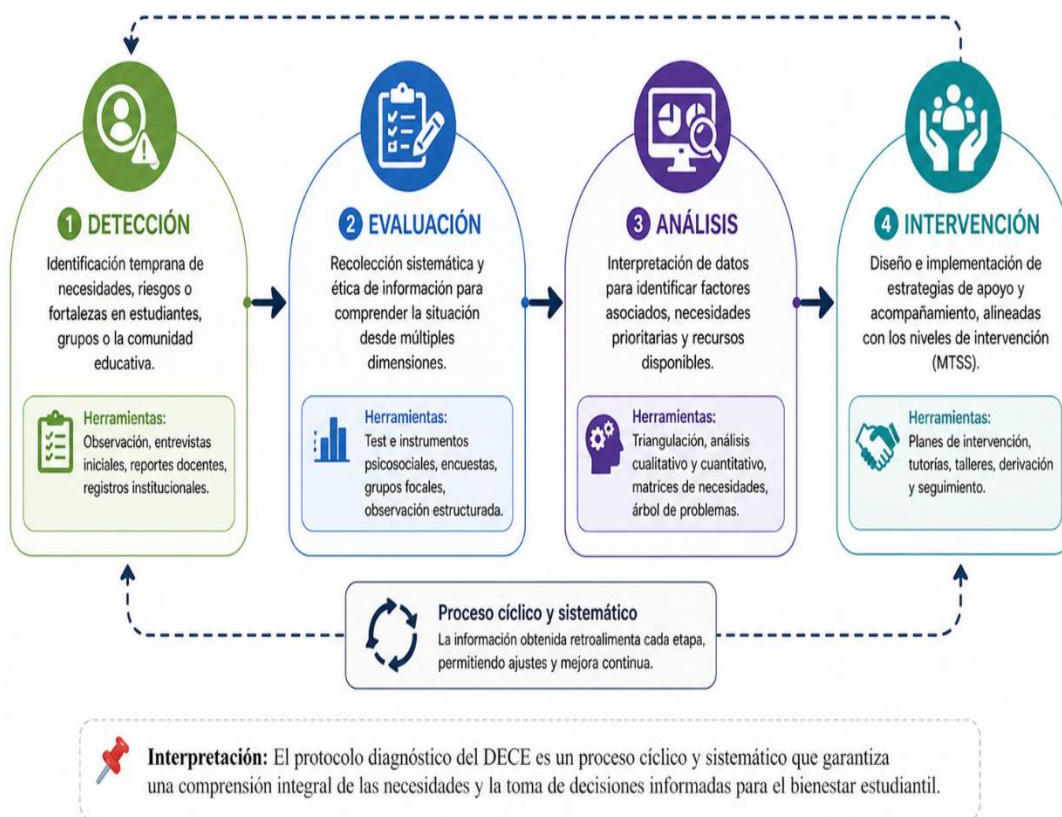 1 DETECCIÓN
Identificación temprana de
necesidades, riesgos o
fortalezas en estudiantes,
grupos o la comunidad
educativa.
Herramientas:
Observación, entrevistas
iniciales, reportes docentes,
registros institucionales.
2 EVALUACIÓN
Recolección sistemática y
ética de información para
comprender la situación
desde múltiples
dimensiones.
Herramientas:
Test e instrumentos
psicosociales, encuestas,
grupos focales,
observación estructurada.
3 ANÁLISIS
Interpretación de datos
para identificar factores
asociados, necesidades
prioritarias y recursos
disponibles.
Herramientas:
Triangulación, análisis
cualitativo y cuantitativo,
matrices de necesidades,
árbol de problemas.
4 INTERVENCIÓN
Diseño e implementación de
estrategias de apoyo y
acompañamiento, alineadas
con los niveles de intervención
(MTSS).
Herramientas:
Planes de intervención,
tutorías, talleres, derivación
y seguimiento.
Proceso cíclico y sistemático
La información obtenida retroalimenta cada etapa,
permitiendo ajustes y mejora continua.
Interpretación: El protocolo diagnóstico del DECE es un proceso cíclico y sistemático que garantiza
una comprensión integral de las necesidades y la toma de decisiones informadas para el bienestar estudiantil.